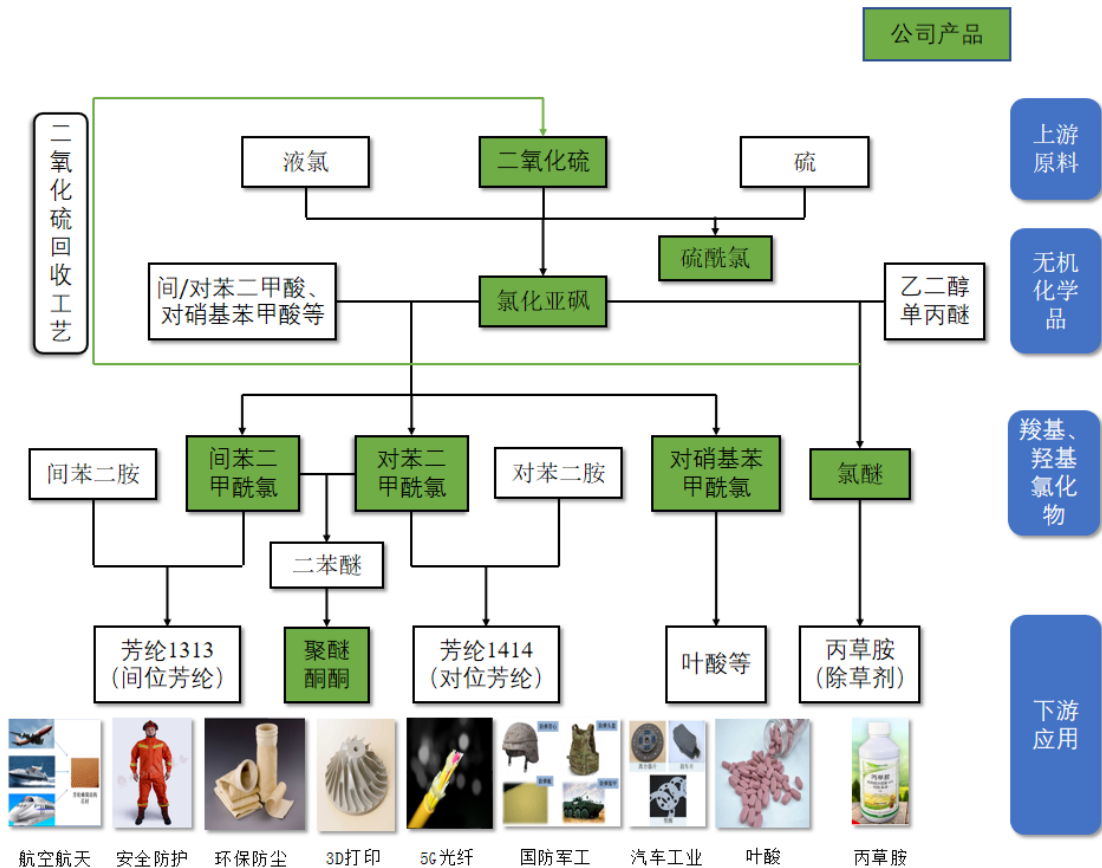 公司产品
二氧化硫回收工艺
液氯
二氧化硫
硫
上游
原料
硫酰氯
间/对苯二甲酸、
对硝基苯甲酸等
氯化亚砜
乙二醇
单丙醚
无机
化学
品
间苯二胺
间苯二
甲酰氯
对苯二
甲酰氯
对苯二胺
对硝基苯
甲酰氯
氯醚
羧基、
羟基
氯化
物
二苯醚
芳纶1313
(间位芳纶)
聚醚
酮酮
芳纶1414
(对位芳纶)
叶酸等
丙草胺
(除草剂)
下游
应用
丙草胺
航空航天
安全防护
环保防尘
3D打印
5G光纤
国防军工
汽车工业
叶酸
丙草胺